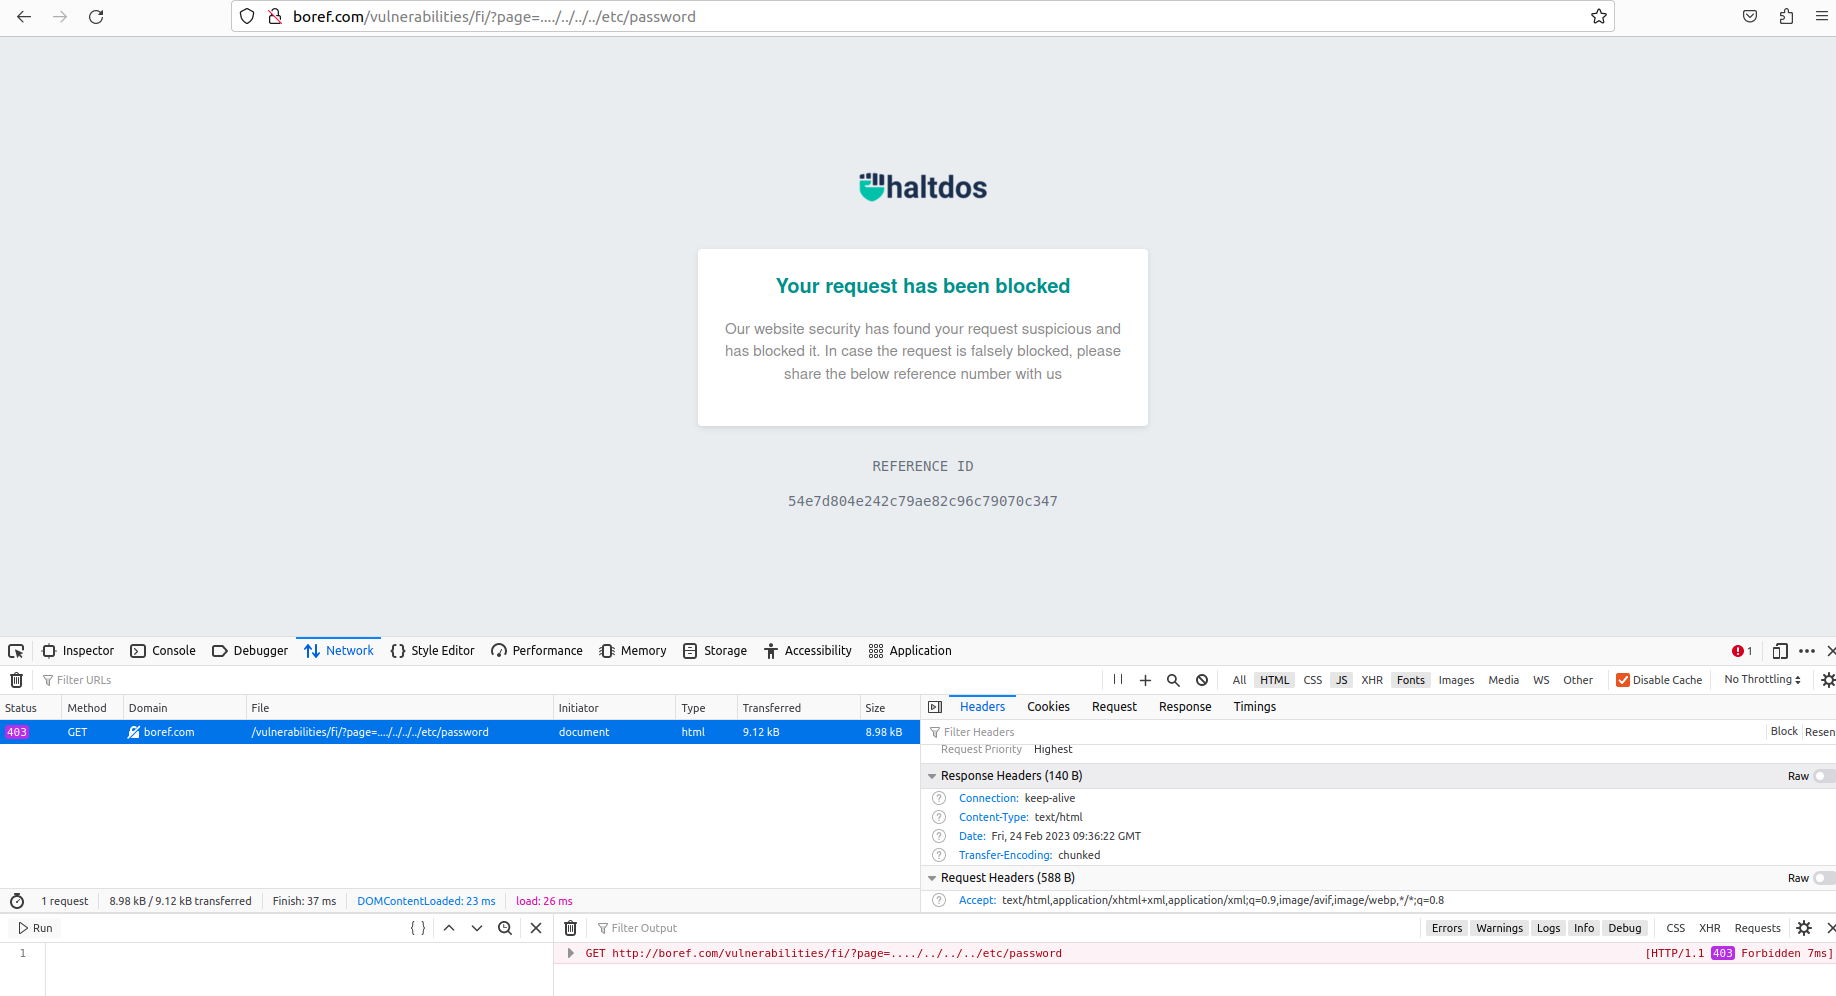 boref.com/vulnerabilities/fi/?page=..../../../../etc/password
haltdos
Your request has been blocked
Our website security has found your request suspicious and
has blocked it. In case the request is falsely blocked, please
share the below reference number with us
REFERENCE ID
54e7d804e242c79ae82c96c79070c347
Inspector Console Debugger Network Style Editor Performance Memory Storage Accessibility Application 1
Filter URLs All HTML CSS JS XHR Fonts Images Media WS Other Disable Cache No Throttling
Status Method Domain File Initiator Type Transferred Size
403 GET boref.com /vulnerabilities/fi/?page=..../../../../etc/password document html 9.12 kB 8.98 kB
Headers Cookies Request Response Timings
Filter Headers Block Resen
Request Priority Highest
Response Headers (140 B) Raw
Connection: keep-alive
Content-Type: text/html
Date: Fri, 24 Feb 2023 09:36:22 GMT
Transfer-Encoding: chunked
Request Headers (588 B) Raw
Accept: text/html,application/xhtml+xml,application/xml;q=0.9,image/avif,image/webp,*/*;q=0.8
1 request 8.98 kB / 9.12 kB transferred Finish: 37 ms DOMContentLoaded: 23 ms load: 26 ms
Run { } Filter Output Errors Warnings Logs Info Debug CSS XHR Requests
1
GET http://boref.com/vulnerabilities/fi/?page=..../../../../etc/password [HTTP/1.1 403 Forbidden 7ms]